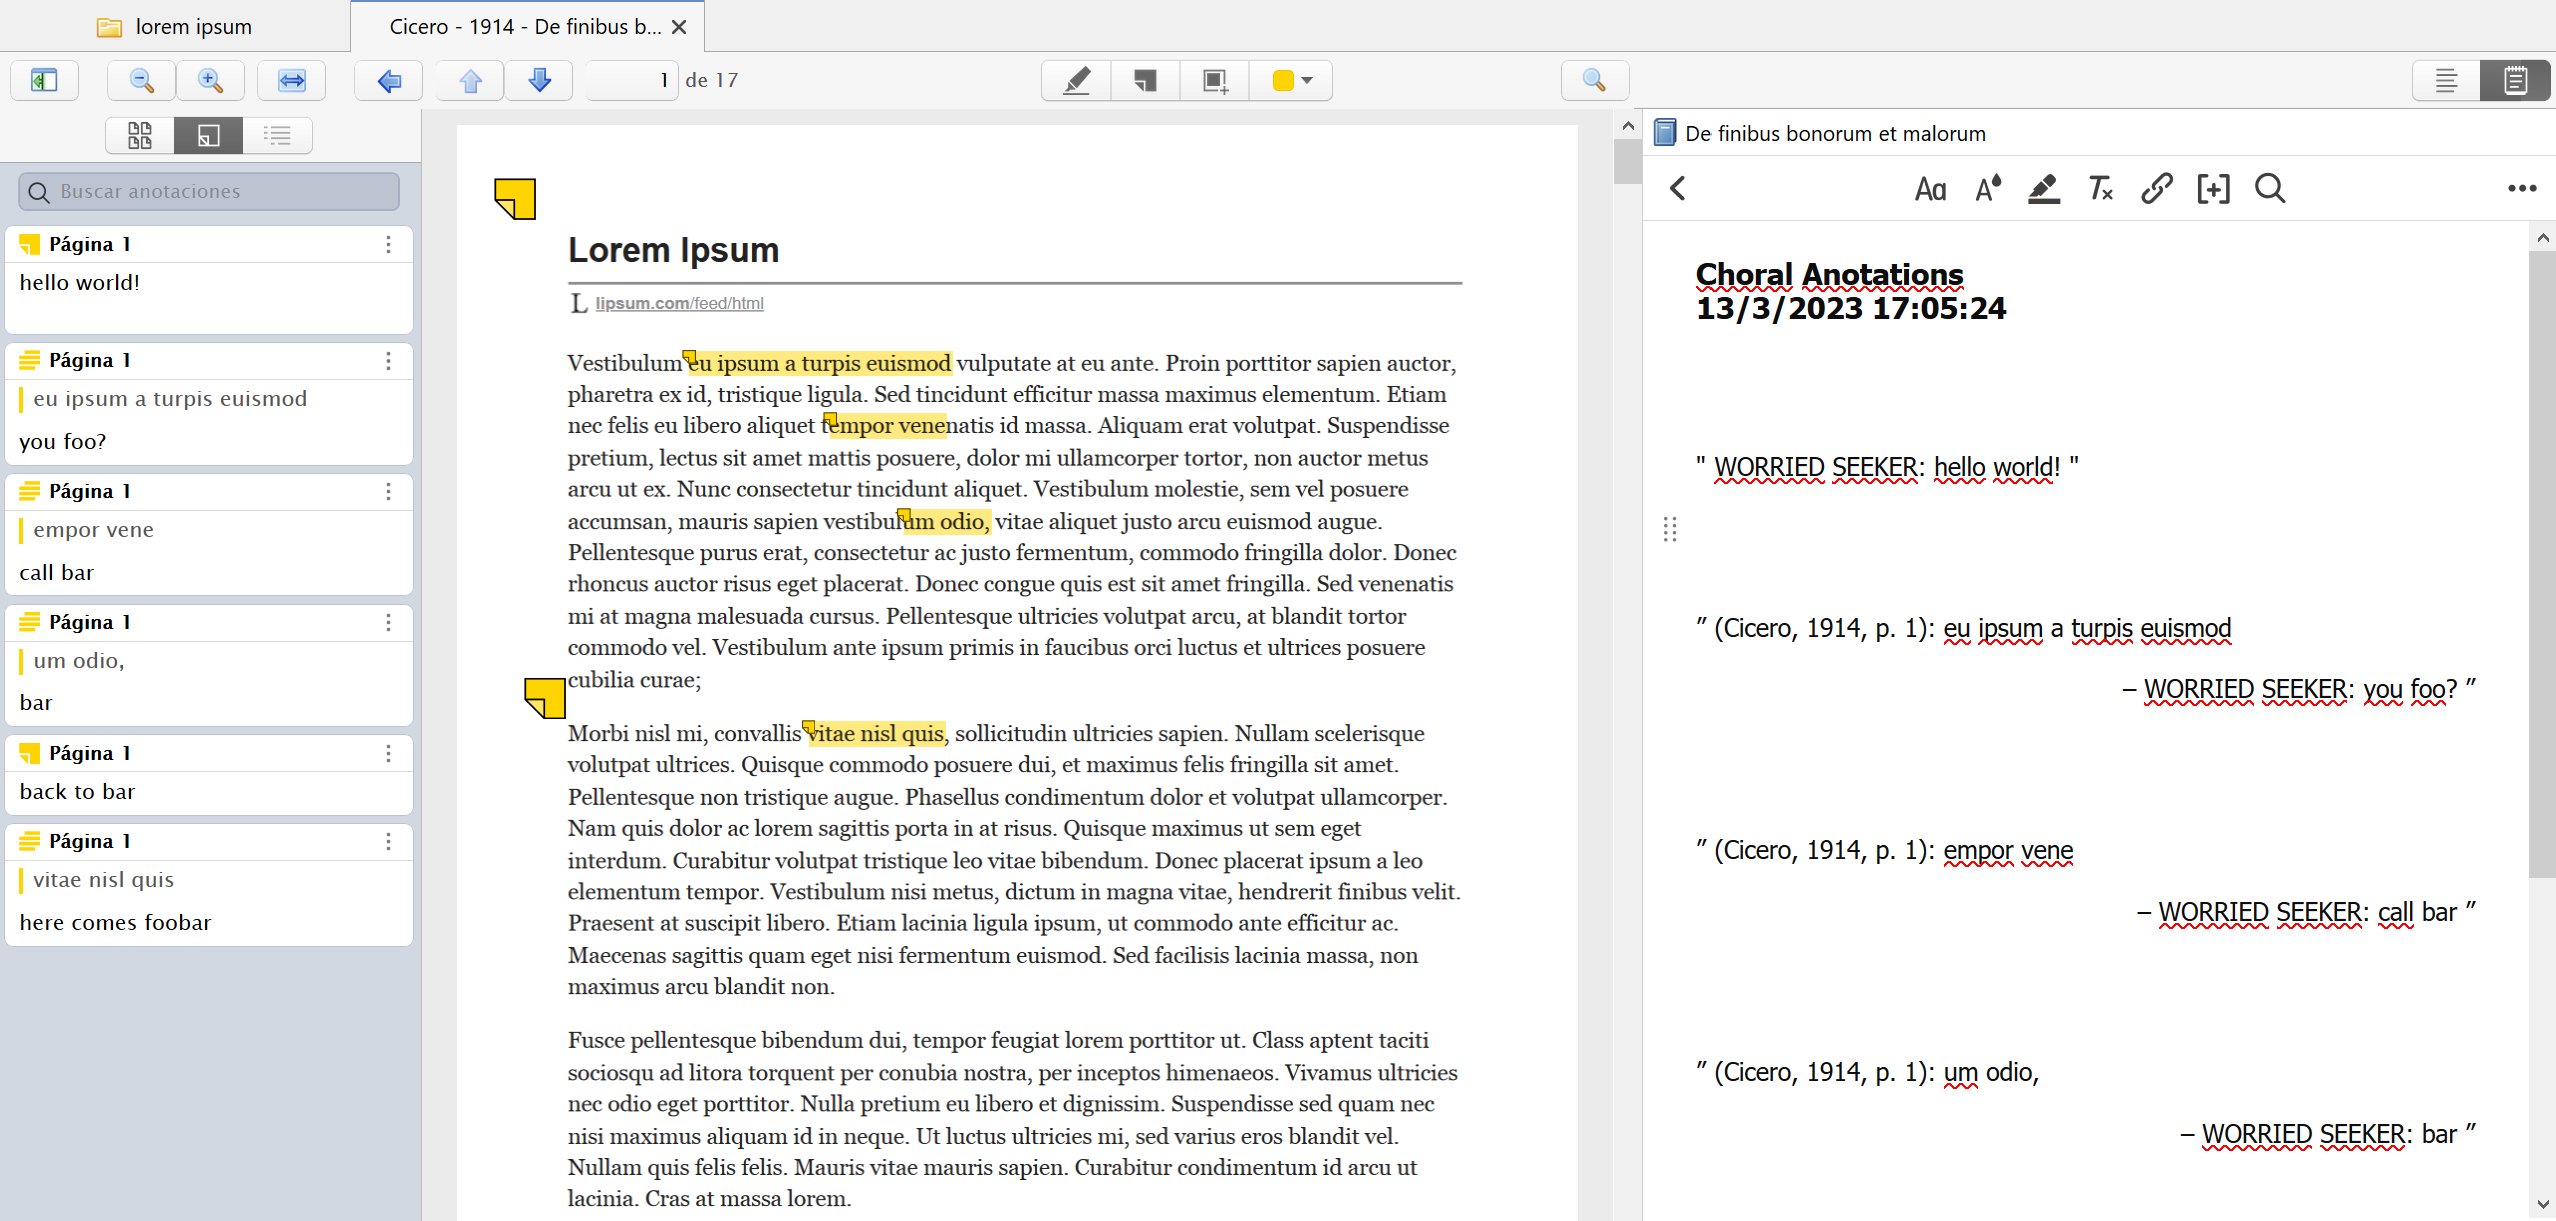 lorem ipsum
Cicero - 1914 - De finibus b...
1 de 17
Buscar anotaciones
Página 1
hello world!
Página 1
eu ipsum a turpis euismod
you foo?
Página 1
empor vene
call bar
Página 1
um odio,
bar
Página 1
back to bar
Página 1
vitae nisl quis
here comes foobar
Lorem Ipsum
L lipsum.com/feed/html
Vestibulum eu ipsum a turpis euismod vulputate at eu ante. Proin porttitor sapien auctor,
pharetra ex id, tristique ligula. Sed tincidunt efficitur massa maximus elementum. Etiam
nec felis eu libero aliquet tempor venenatis id massa. Aliquam erat volutpat. Suspendisse
pretium, lectus sit amet mattis posuere, dolor mi ullamcorper tortor, non auctor metus
arcu ut ex. Nunc consectetur tincidunt aliquet. Vestibulum molestie, sem vel posuere
accumsan, mauris sapien vestibulum odio, vitae aliquet justo arcu euismod augue.
Pellentesque purus erat, consectetur ac justo fermentum, commodo fringilla dolor. Donec
rhoncus auctor risus eget placerat. Donec congue quis est sit amet fringilla. Sed venenatis
mi at magna malesuada cursus. Pellentesque ultricies volutpat arcu, at blandit tortor
commodo vel. Vestibulum ante ipsum primis in faucibus orci luctus et ultrices posuere
cubilia curae;
Morbi nisl mi, convallis vitae nisl quis, sollicitudin ultricies sapien. Nullam scelerisque
volutpat ultrices. Quisque commodo posuere dui, et maximus felis fringilla sit amet.
Pellentesque non tristique augue. Phasellus condimentum dolor et volutpat ullamcorper.
Nam quis dolor ac lorem sagittis porta in at risus. Quisque maximus ut sem eget
interdum. Curabitur volutpat tristique leo vitae bibendum. Donec placerat ipsum a leo
elementum tempor. Vestibulum nisi metus, dictum in magna vitae, hendrerit finibus velit.
Praesent at suscipit libero. Etiam lacinia ligula ipsum, ut commodo ante efficitur ac.
Maecenas sagittis quam eget nisi fermentum euismod. Sed facilisis lacinia massa, non
maximus arcu blandit non.
Fusce pellentesque bibendum dui, tempor feugiat lorem porttitor ut. Class aptent taciti
sociosqu ad litora torquent per conubia nostra, per inceptos himenaeos. Vivamus ultricies
nec odio eget porttitor. Nulla pretium eu libero et dignissim. Suspendisse sed quam nec
nisi maximus aliquam id in neque. Ut luctus ultricies mi, sed varius eros blandit vel.
Nullam quis felis felis. Mauris vitae mauris sapien. Curabitur condimentum id arcu ut
lacinia. Cras at massa lorem.
De finibus bonorum et malorum
Choral Anotations
13/3/2023 17:05:24
" WORRIED SEEKER: hello world! "
” (Cicero, 1914, p. 1): eu ipsum a turpis euismod
– WORRIED SEEKER: you foo? ”
” (Cicero, 1914, p. 1): empor vene
– WORRIED SEEKER: call bar ”
” (Cicero, 1914, p. 1): um odio,
– WORRIED SEEKER: bar ”